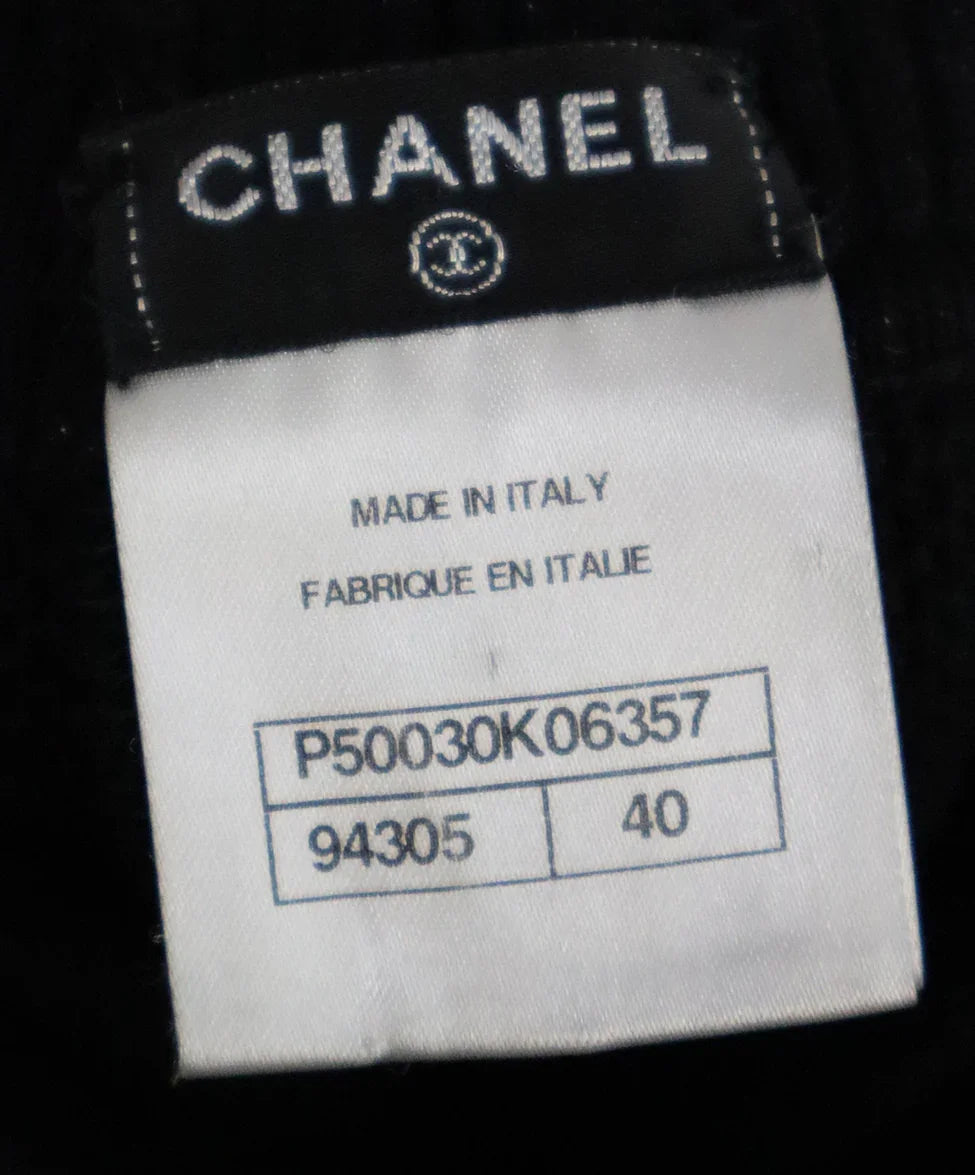 CHANEL
MADE IN ITALY
FABRIQUE EN ITALIE
P50030K06357
94305 40